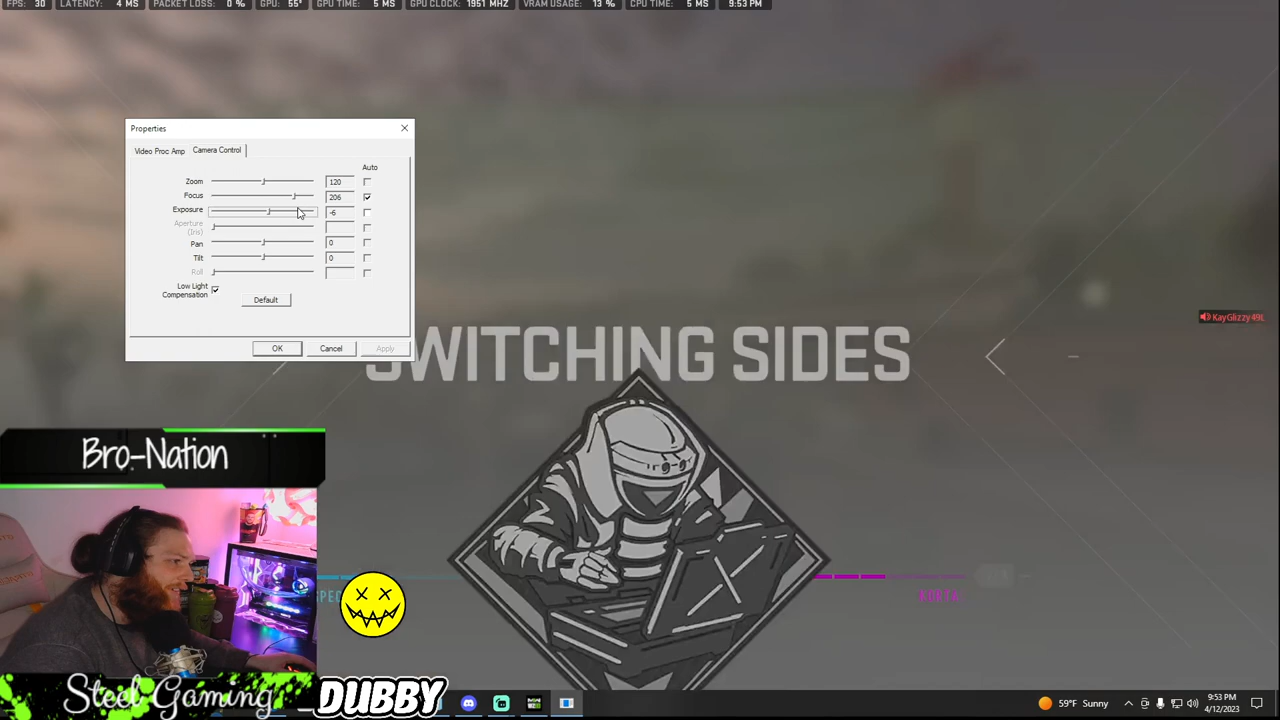 FPS: 30 LATENCY: 4 MS PACKET LOSS: 0 % GPU: 55° GPU TIME: 5 MS GPU CLOCK: 1951 MHZ VRAM USAGE: 13 % CPU TIME: 5 MS 9:53 PM
Properties
Video Proc Amp Camera Control
Auto
Zoom 120
Focus 206
Exposure -6
Aperture (Iris)
Pan 0
Tilt 0
Roll
Low Light Compensation
Default
OK Cancel Apply
KayGlizzy49L
SWITCHING SIDES
Bro-Nation
SPEC
KORTA
Steel Gaming
DUBBY
59°F Sunny
9:53 PM
4/12/2023